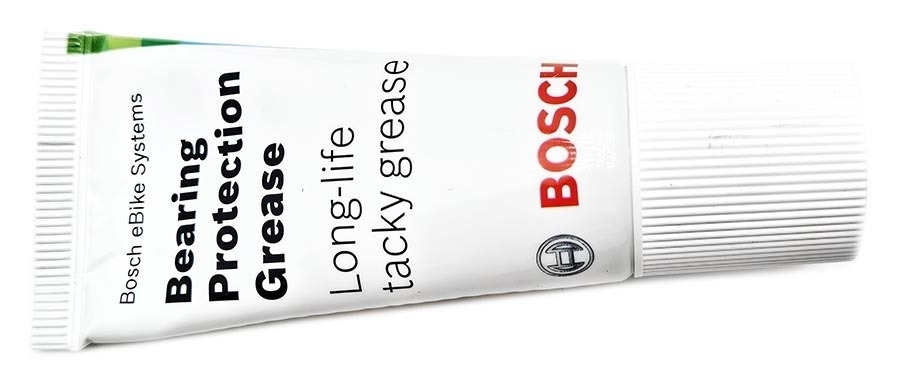 Bosch eBike Systems
Bearing
Protection
Grease
Long-life
tacky grease
BOSCH